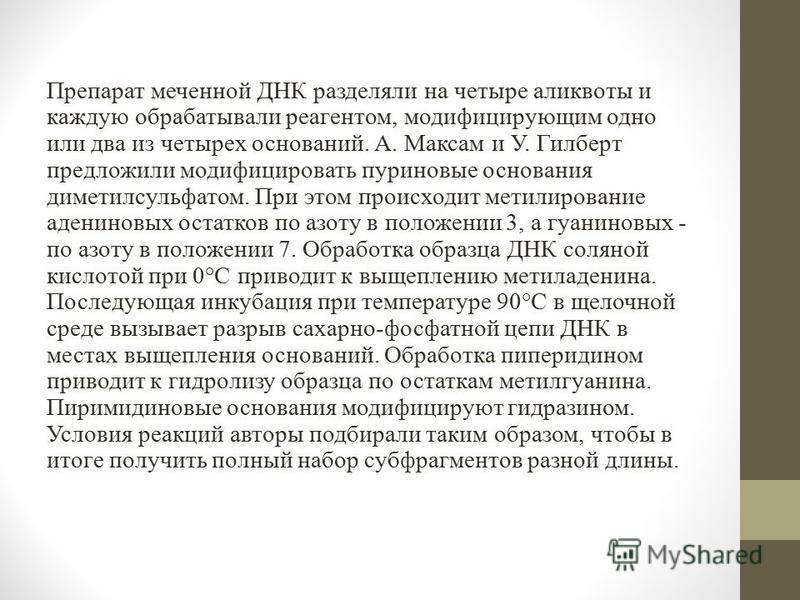 Препарат меченной ДНК разделяли на четыре аликвоты и
каждую обрабатывали реагентом, модифицирующим одно
или два из четырех оснований. А. Максам и У. Гилберт
предложили модифицировать пуриновые основания
диметилсульфатом. При этом происходит метилирование
адениновых остатков по азоту в положении 3, а гуаниновых -
по азоту в положении 7. Обработка образца ДНК соляной
кислотой при 0°С приводит к выщеплению метиладенина.
Последующая инкубация при температуре 90°С в щелочной
среде вызывает разрыв сахарно-фосфатной цепи ДНК в
местах выщепления оснований. Обработка пиперидином
приводит к гидролизу образца по остаткам метилгуанина.
Пиримидиновые основания модифицируют гидразином.
Условия реакций авторы подбирали таким образом, чтобы в
итоге получить полный набор субфрагментов разной длины.
MyShared